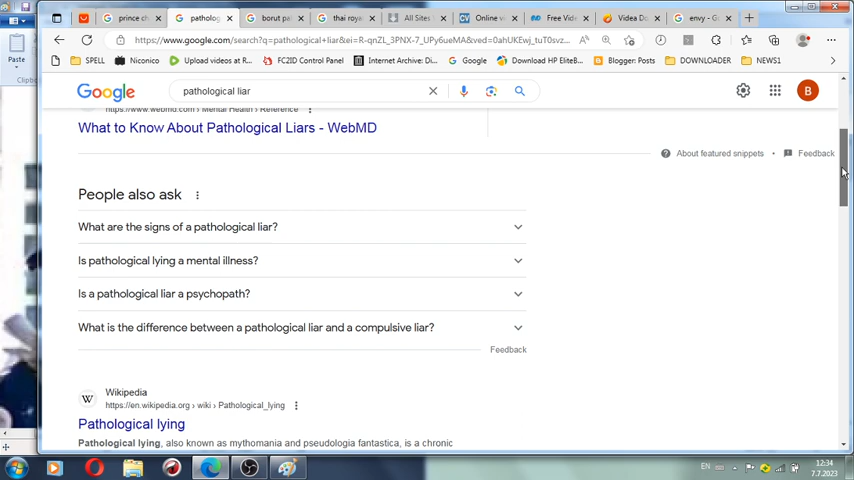 prince ch
patholog
borut pa
thai roya
All Sites
Online vi
Free Vide
Videa Do
envy - G
https://www.google.com/search?q=pathological+liar&ei=R-qnZL_3PNX-7_UPy6ueMA&ved=0ahUKEwj_tuT0svz...
SPELL
Niconico
Upload videos to g...
FC2ID Control Panel
Internet Archive: Di...
Google
Download HP EliteB...
Blogger: Posts
DOWNLOADER
NEWS1
Paste
Clipb
Google
pathological liar
B
https://www.webmd.com › Mental Health › Reference
What to Know About Pathological Liars - WebMD
About featured snippets • Feedback
People also ask
What are the signs of a pathological liar?
Is pathological lying a mental illness?
Is a pathological liar a psychopath?
What is the difference between a pathological liar and a compulsive liar?
Feedback
W
Wikipedia
https://en.wikipedia.org › wiki › Pathological_lying
Pathological lying
Pathological lying, also known as mythomania and pseudologia fantastica, is a chronic
EN
12:34
7.7.2023